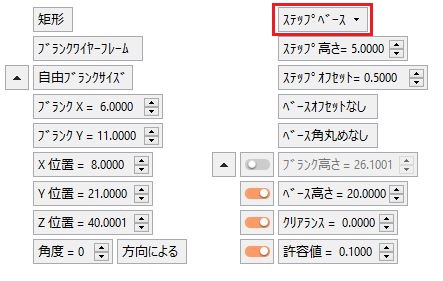 矩形
ﾌﾞﾗﾝｸﾜｲﾔｰﾌﾚｰﾑ
自由ﾌﾞﾗﾝｸｻｲｽﾞ
ﾌﾞﾗﾝｸ X = 6.0000
ﾌﾞﾗﾝｸ Y = 11.0000
X 位置 = 8.0000
Y 位置 = 21.0000
Z 位置 = 40.0001
角度 = 0 方向による
ｽﾃｯﾌﾟﾍﾞｰｽ
ｽﾃｯﾌﾟ 高さ= 5.0000
ｽﾃｯﾌﾟｵﾌｾｯﾄ= 0.5000
ﾍﾞｰｽｵﾌｾｯﾄなし
ﾍﾞｰｽ角丸めなし
ﾌﾞﾗﾝｸ高さ = 26.1001
ﾍﾞｰｽ高さ = 20.0000
ｸﾘｱﾗﾝｽ = 0.0000
許容値 = 0.1000